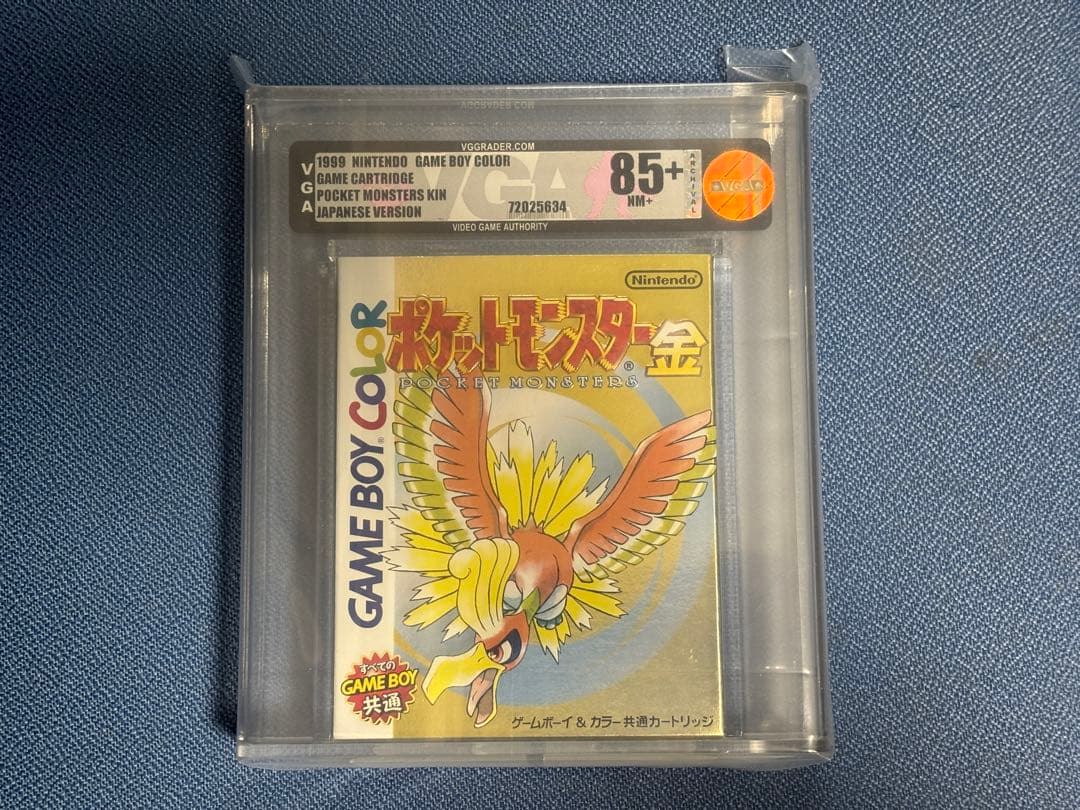 VGGRADER.COM
VGA
1999 NINTENDO GAME BOY COLOR
GAME CARTRIDGE
POCKET MONSTERS KIN
JAPANESE VERSION
72025634
85+
NM+
ARCHIVAL
VGA
VGA
VIDEO GAME AUTHORITY
Nintendo®
GAME BOY® COLOR
ポケットモンスター®金
POCKET MONSTERS
すべての
GAME BOY
共通
ゲームボーイ & カラー共通カートリッジ